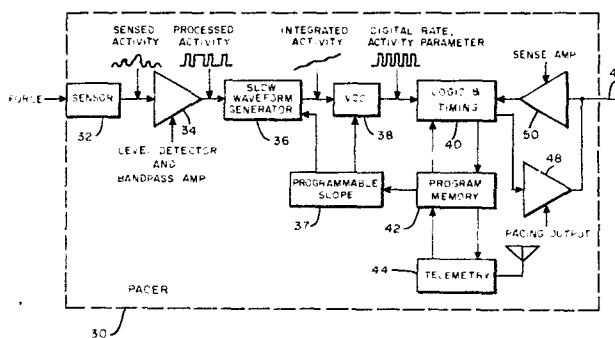 SENSED ACTIVITY
PROCESSED ACTIVITY
INTEGRATED ACTIVITY
DIGITAL RATE, ACTIVITY PARAMETER
SENSE AMP
FORCE
SENSOR
SLOW WAVEFORM GENERATOR
VCO
LOGIC & TIMING
4
32
34
36
38
40
50
LEVEL DETECTOR AND BANDPASS AMP
48
PROGRAMMABLE SLOPE
PROGRAM MEMORY
37
42
PACING OUTPUT
44
TELEMETRY
PACER
30